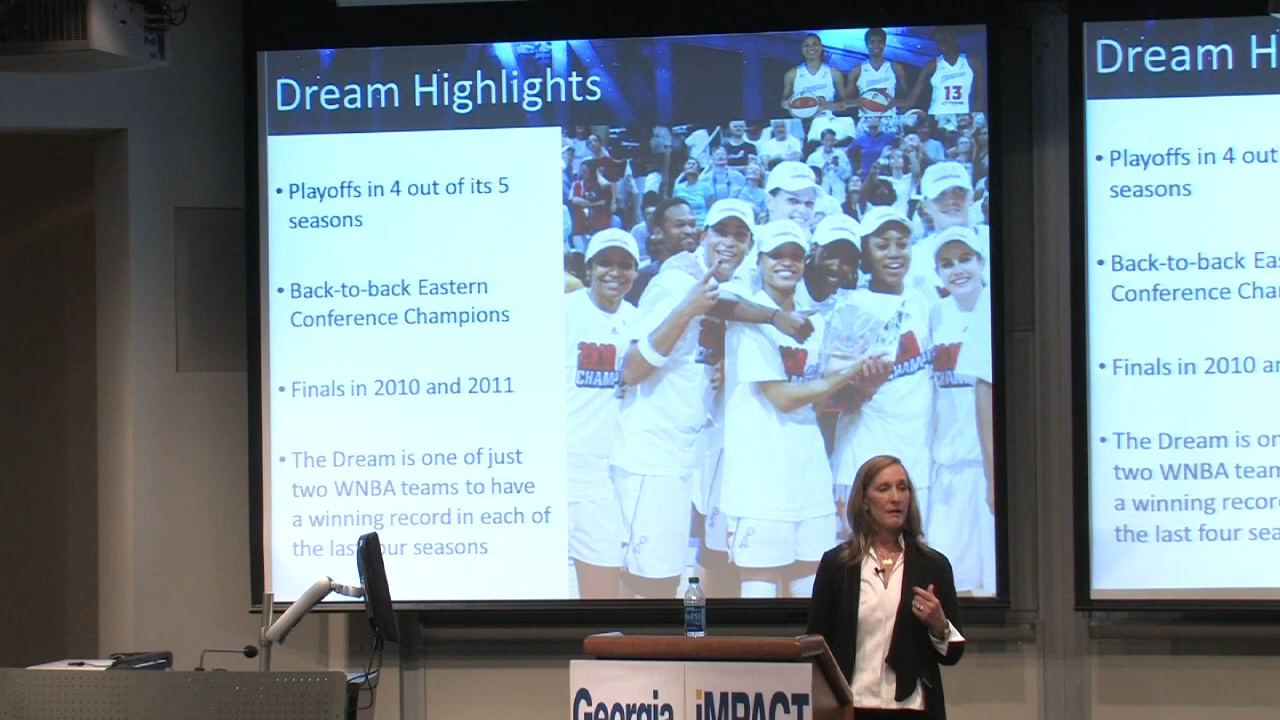 Dream Highlights
• Playoffs in 4 out of its 5
seasons
• Back-to-back Eastern
Conference Champions
• Finals in 2010 and 2011
• The Dream is one of just
two WNBA teams to have
a winning record in each of
the last four seasons
13
2010
CHAMP
Dream H
• Playoffs in 4 out
seasons
• Back-to-back Eas
Conference Cha
• Finals in 2010 an
• The Dream is on
two WNBA team
a winning recor
the last four sea
Georgia iMPACT